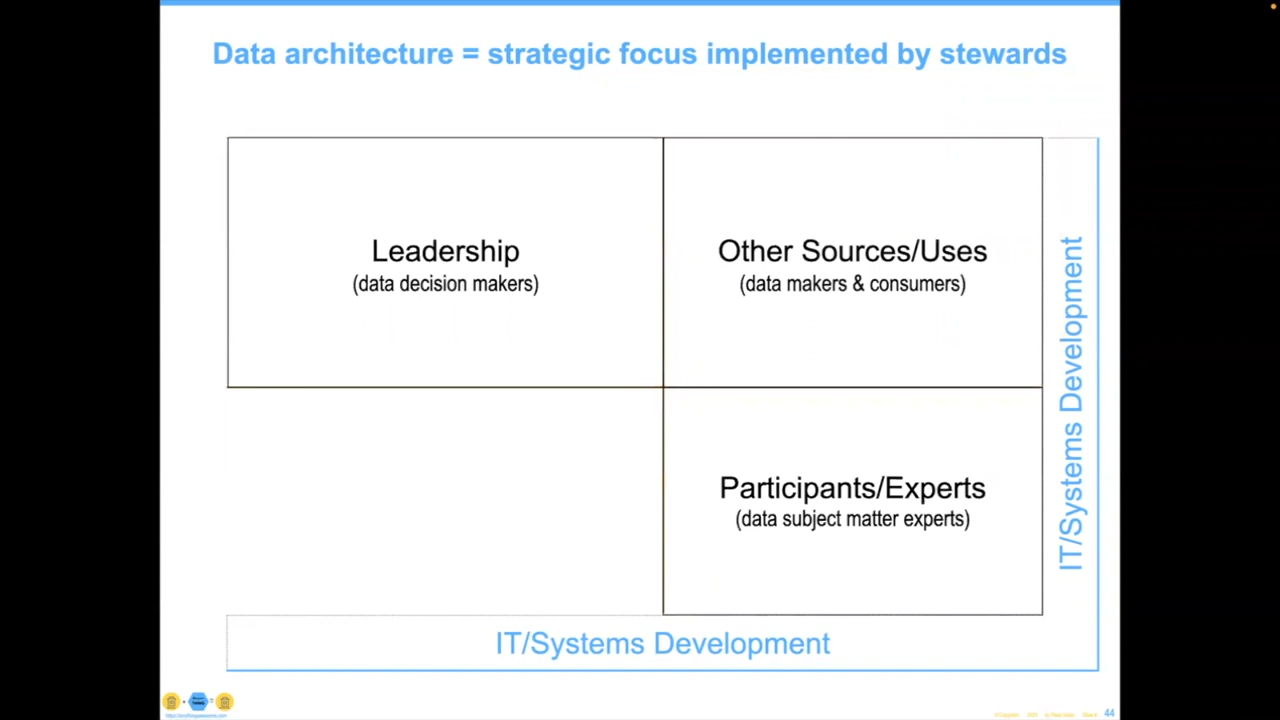 Data architecture = strategic focus implemented by stewards
Leadership
(data decision makers)
Other Sources/Uses
(data makers & consumers)
Participants/Experts
(data subject matter experts)
IT/Systems Development
IT/Systems Development
44